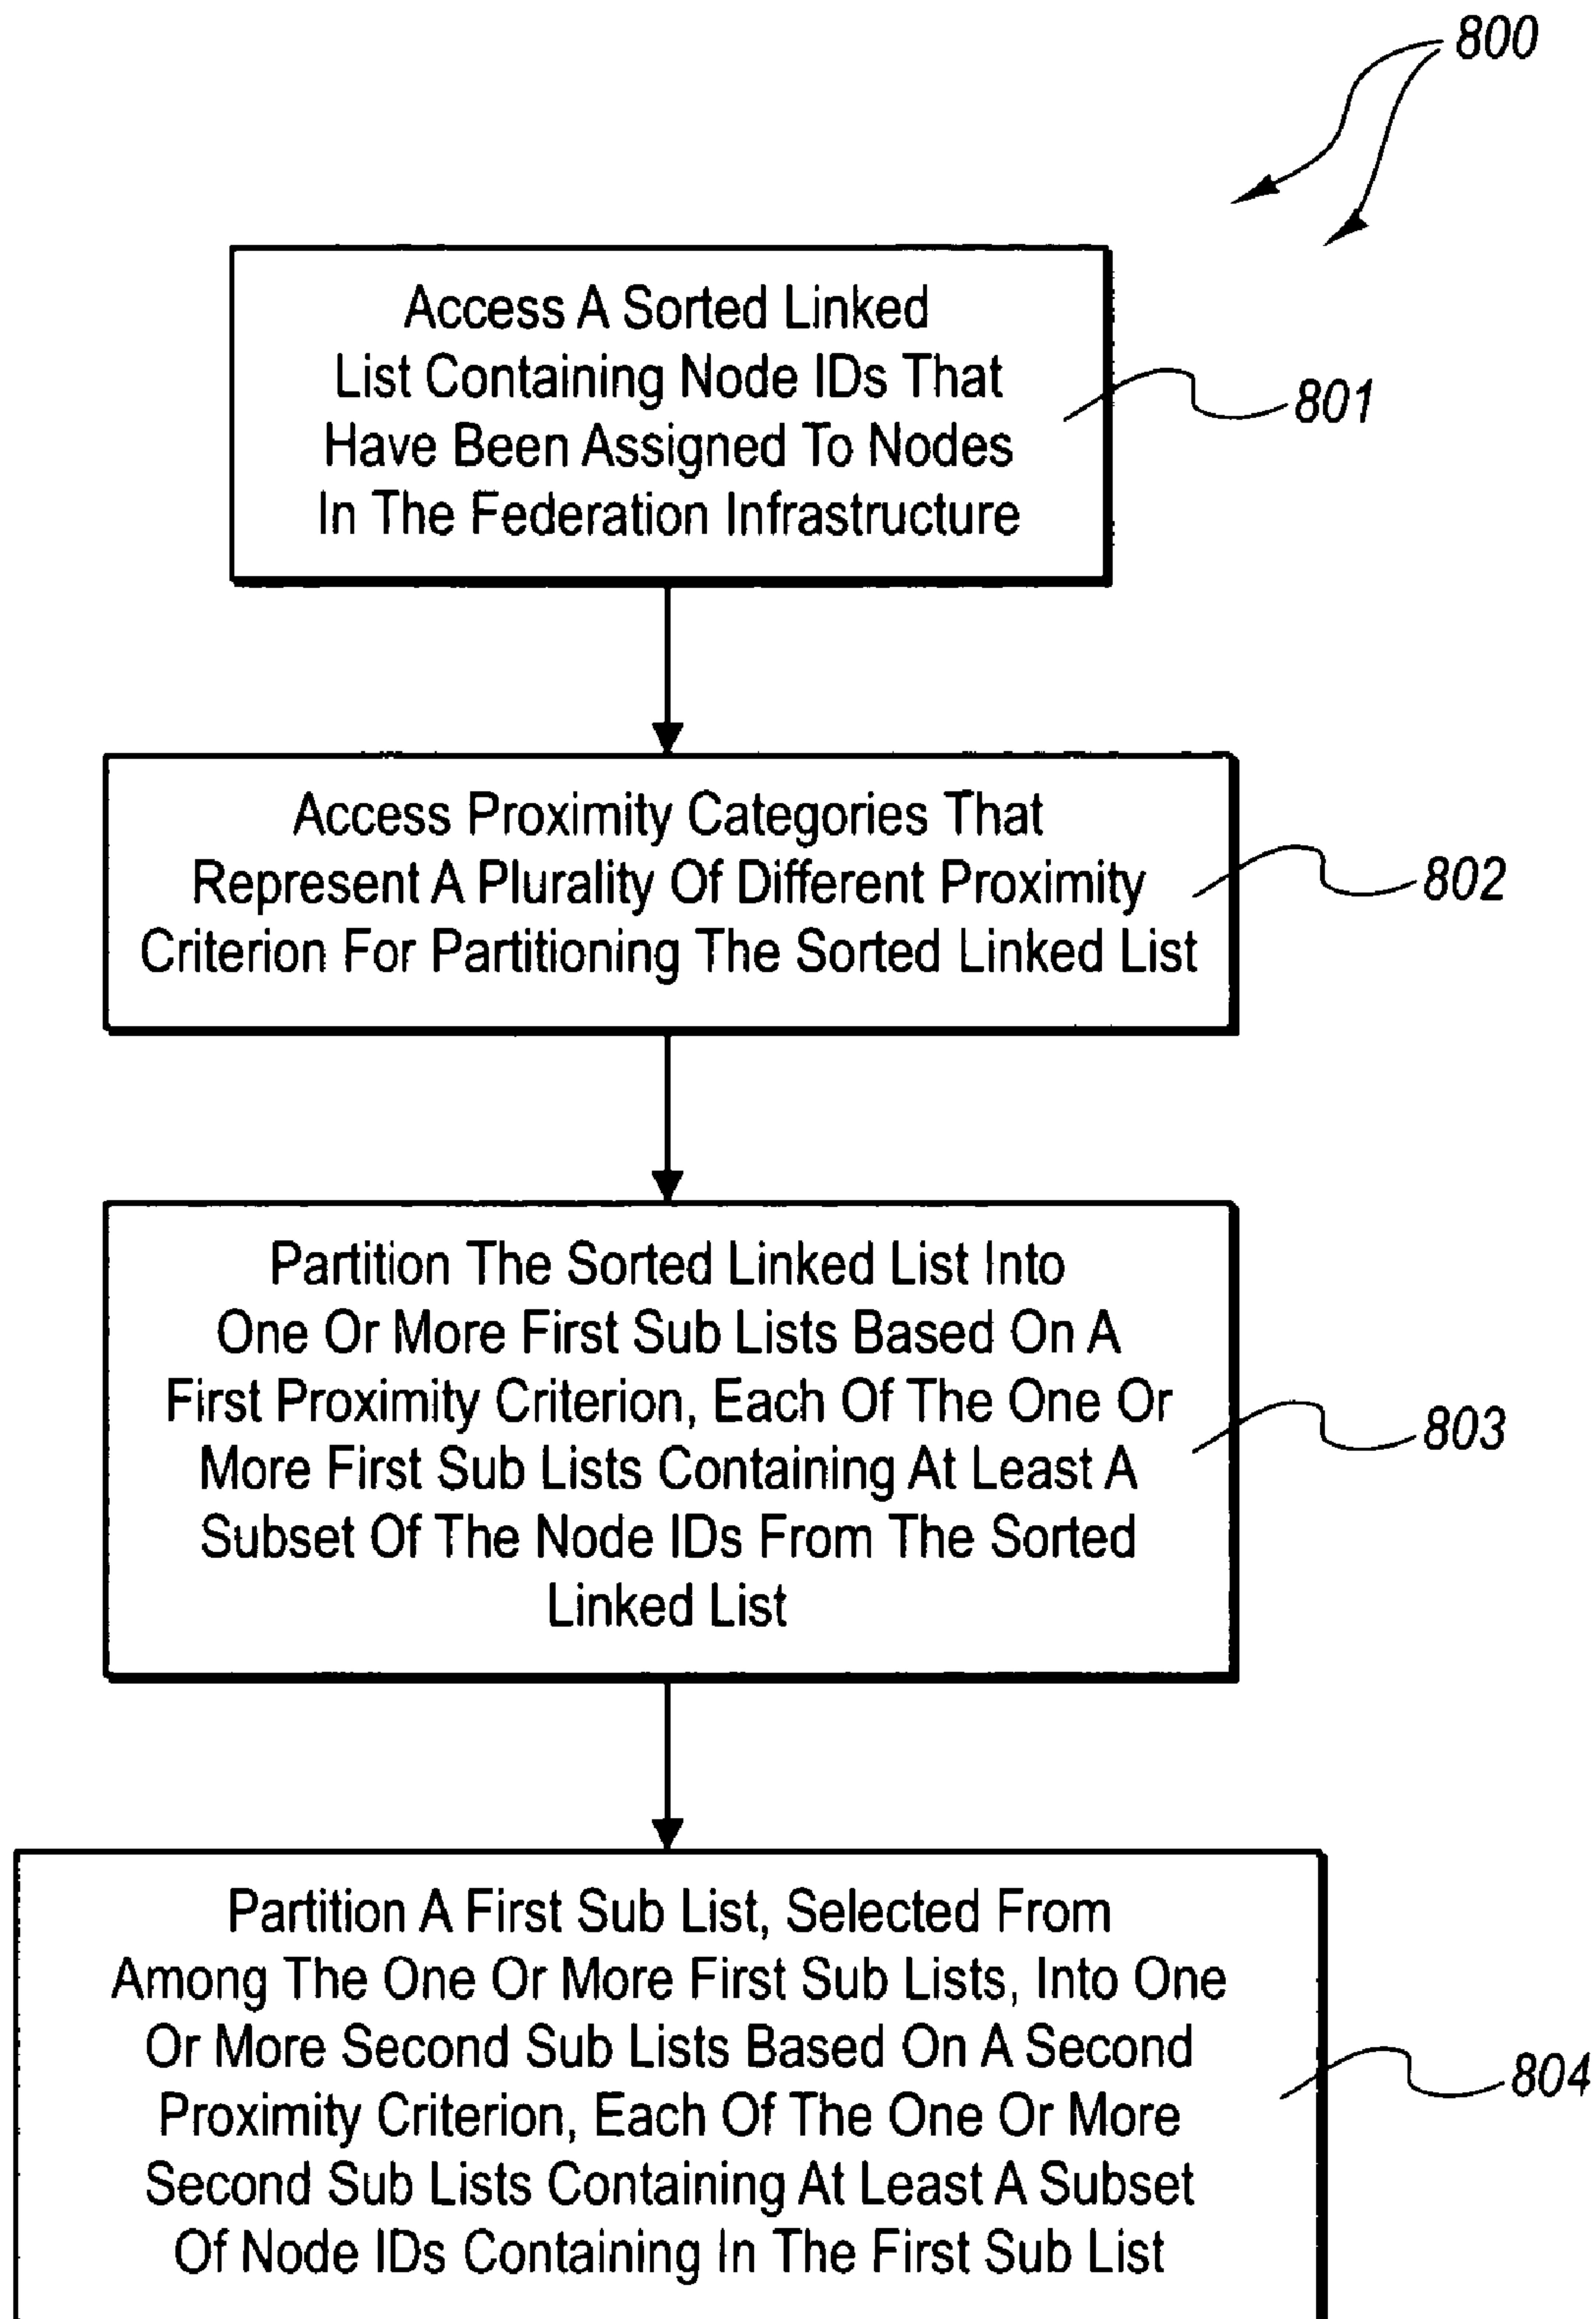 800
Access A Sorted Linked
List Containing Node IDs That
Have Been Assigned To Nodes
In The Federation Infrastructure
801
Access Proximity Categories That
Represent A Plurality Of Different Proximity
Criterion For Partitioning The Sorted Linked List
802
Partition The Sorted Linked List Into
One Or More First Sub Lists Based On A
First Proximity Criterion, Each Of The One Or
More First Sub Lists Containing At Least A
Subset Of The Node IDs From The Sorted
Linked List
803
Partition A First Sub List, Selected From
Among The One Or More First Sub Lists, Into One
Or More Second Sub Lists Based On A Second
Proximity Criterion, Each Of The One Or More
Second Sub Lists Containing At Least A Subset
Of Node IDs Containing In The First Sub List
804